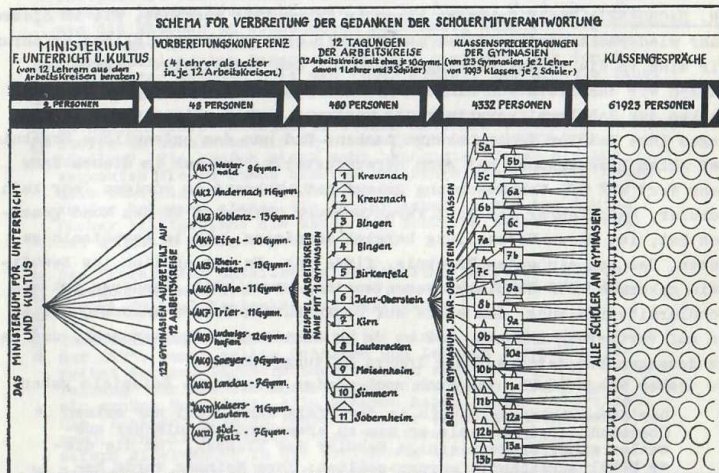 SCHEMA FÜR VERBREITUNG DER GEDANKEN DER SCHÜLERMITVERANTWORTUNG
MINISTERIUM
F. UNTERRICHT U. KULTUS
(von 12 Lehrern aus den
Arbeitskreisen beraten)
2 PERSONEN
VORBEREITUNGSKONFERENZ
(4 Lehrer als Leiter
in je 12 Arbeitskreisen)
48 PERSONEN
12 TAGUNGEN
DER ARBEITSKREISE
(12 Arbeitskreise mit etwa je 10 Gymn.
davon 1 Lehrer und 3 Schüler)
480 PERSONEN
KLASSENSPRECHERTAGUNGEN
DER GYMNASIEN
(von 123 Gymnasien je 2 Lehrer
von 1993 Klassen je 2 Schüler)
4332 PERSONEN
KLASSENGESPRÄCHE
61923 PERSONEN
DAS MINISTERIUM FÜR UNTERRICHT
UND KULTUS
123 GYMNASIEN AUFGETEILT AUF
12 ARBEITSKREISE
AK1 Westerwald 9 Gymn.
AK2 Andernach 11 Gymn.
AK3 Koblenz - 13 Gymn.
AK4 Eifel - 10 Gymn.
AK5 Rheinhessen - 13 Gymn.
AK6 Nahe - 11 Gymn.
AK7 Trier - 11 Gymn.
AK8 Ludwigshafen - 12 Gymn.
AK9 Speyer - 9 Gymn.
AK10 Landau - 7 Gymn.
AK11 Kaiserslautern - 11 Gymn.
AK12 Südpfalz - 7 Gymn.
BEISPIEL ARBEITSKREIS
NAHE MIT 11 GYMNASIEN
1 Kreuznach
2 Kreuznach
3 Bingen
4 Bingen
5 Birkenfeld
6 Idar-Oberstein
7 Kirn
8 Lauterecken
9 Meisenheim
10 Simmern
11 Sobernheim
BEISPIEL GYMNASIUM IDAR-OBERSTEIN 21 KLASSEN
5a
5b
5c
6a
6b
6c
7a
7b
7c
8a
8b
9a
9b
10a
10b
11a
11b
12a
12b
13a
13b
ALLE SCHÜLER AN GYMNASIEN